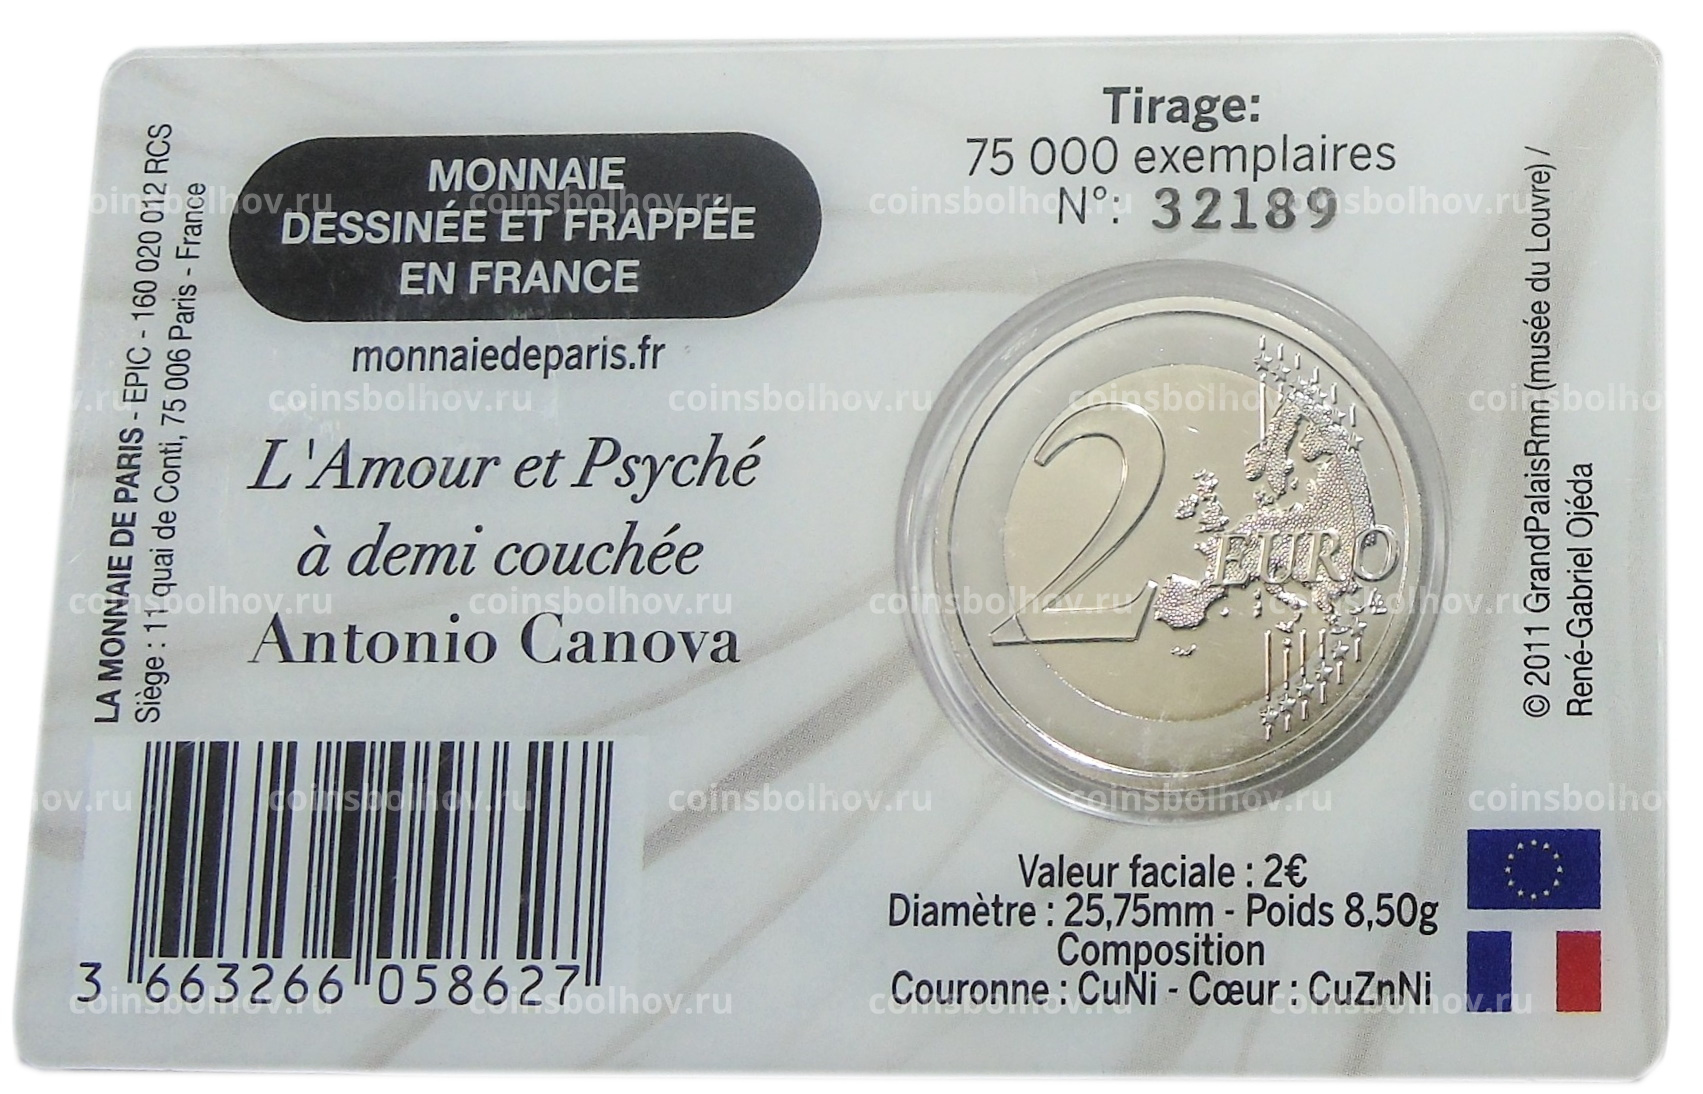 LA MONNAIE DE PARIS - EPIC - 160 020 012 RCS
Siège : 11 quai de Conti, 75 006 Paris - France
MONNAIE
DESSINÉE ET FRAPPÉE
EN FRANCE
monnaiedeparis.fr
L'Amour et Psyché
à demi couchée
Antonio Canova
3 663266 058627
Tirage:
75 000 exemplaires
N°: 32189
2 EURO
Valeur faciale : 2€
Diamètre : 25,75mm - Poids 8,50g
Composition
Couronne : CuNi - Cœur : CuZnNi
© 2011 GrandPalaisRmn (musée du Louvre) /
René-Gabriel Ojéda
coinsbolhov.ru